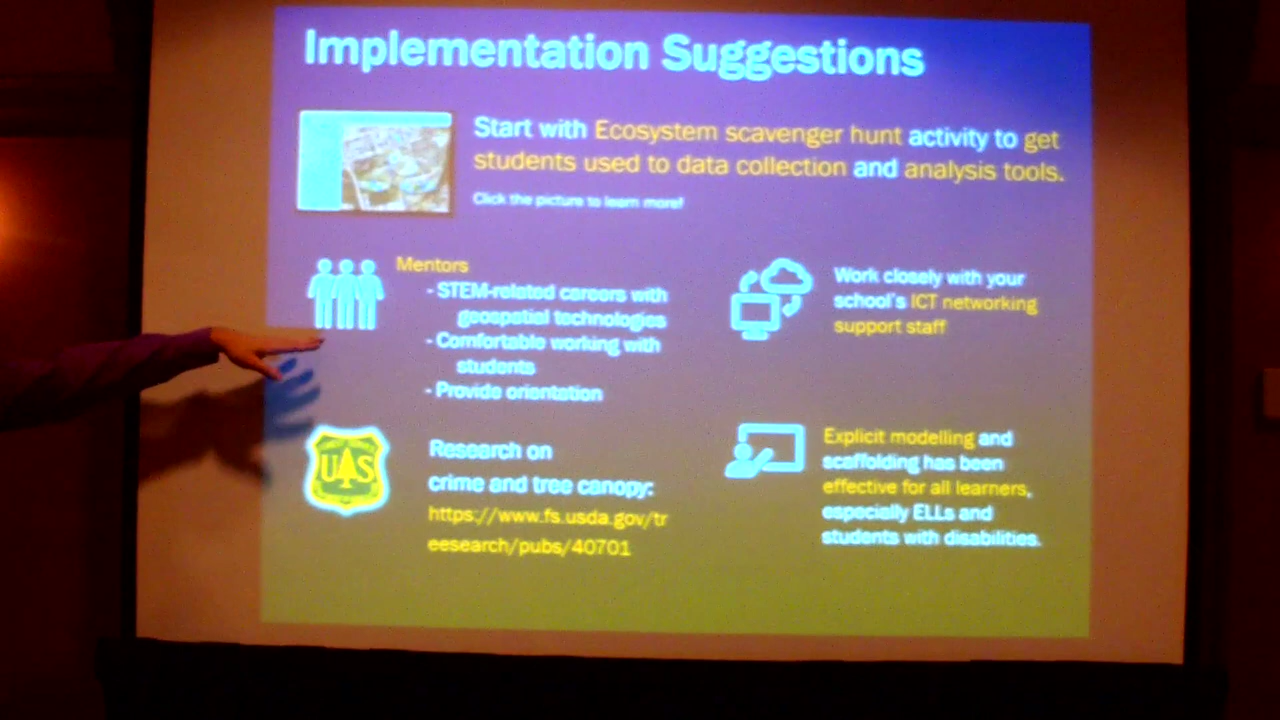 Implementation Suggestions
Start with Ecosystem scavenger hunt activity to get
students used to data collection and analysis tools.
Click the picture to learn more!
Mentors
- STEM-related careers with
geospatial technologies
- Comfortable working with
students
- Provide orientation
Work closely with your
school's ICT networking
support staff
UAS
Research on
crime and tree canopy:
https://www.fs.usda.gov/tr
eesearch/pubs/40701
Explicit modelling and
scaffolding has been
effective for all learners,
especially ELLs and
students with disabilities.